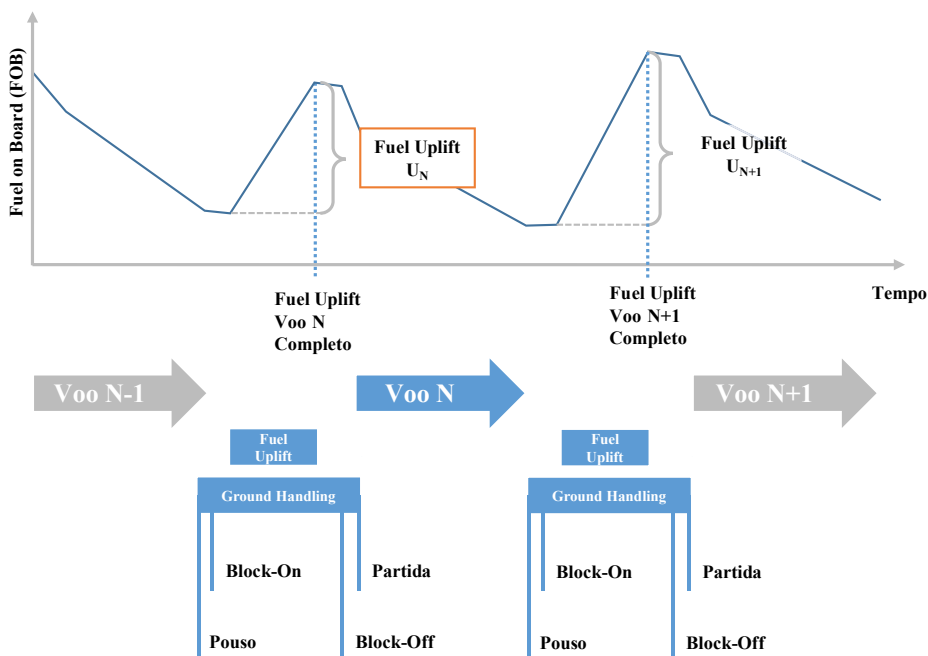 Fuel on Board (FOB)
Fuel Uplift
U_N
Fuel Uplift
U_{N+1}
Fuel Uplift
Voo N
Completo
Fuel Uplift
Voo N+1
Completo
Tempo
Voo N-1
Voo N
Voo N+1
Fuel
Uplift
Fuel
Uplift
Ground Handling
Ground Handling
Block-On
Partida
Block-On
Partida
Pouso
Block-Off
Pouso
Block-Off